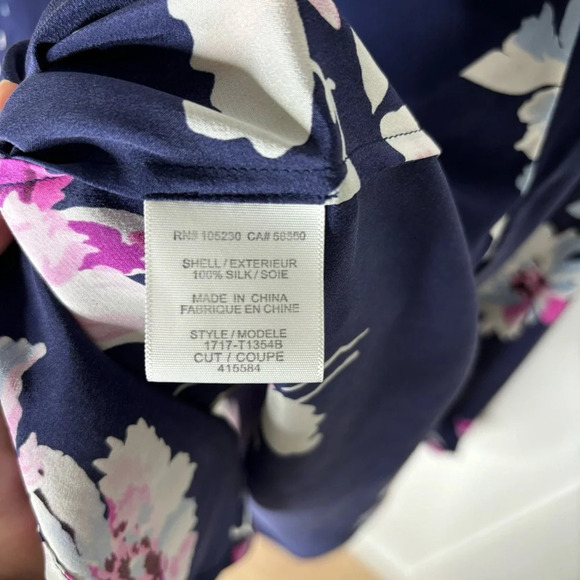 RN# 105230 CA# 58550
SHELL / EXTERIEUR
100% SILK / SOIE
MADE IN CHINA
FABRIQUE EN CHINE
STYLE / MODELE
1717-T1354B
CUT / COUPE
415584